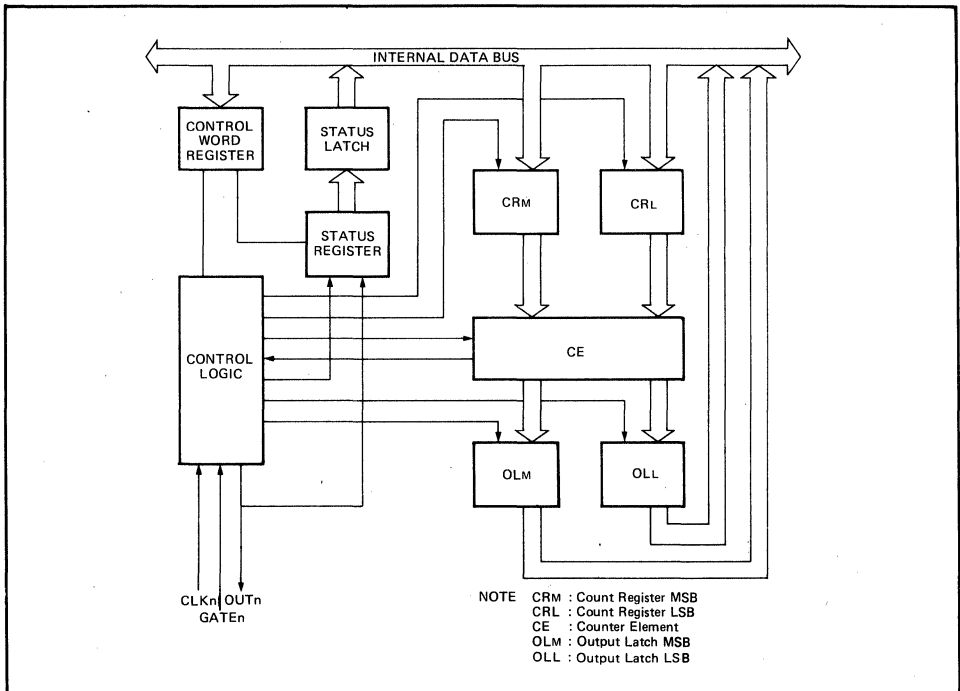 INTERNAL DATA BUS
CONTROL
WORD
REGISTER
STATUS
LATCH
CRM
CRL
STATUS
REGISTER
CONTROL
LOGIC
CE
OLM
OLL
CLKn OUTn
GATEn
NOTE CRM : Count Register MSB
CRL : Count Register LSB
CE : Counter Element
OLM : Output Latch MSB
OLL : Output Latch LSB